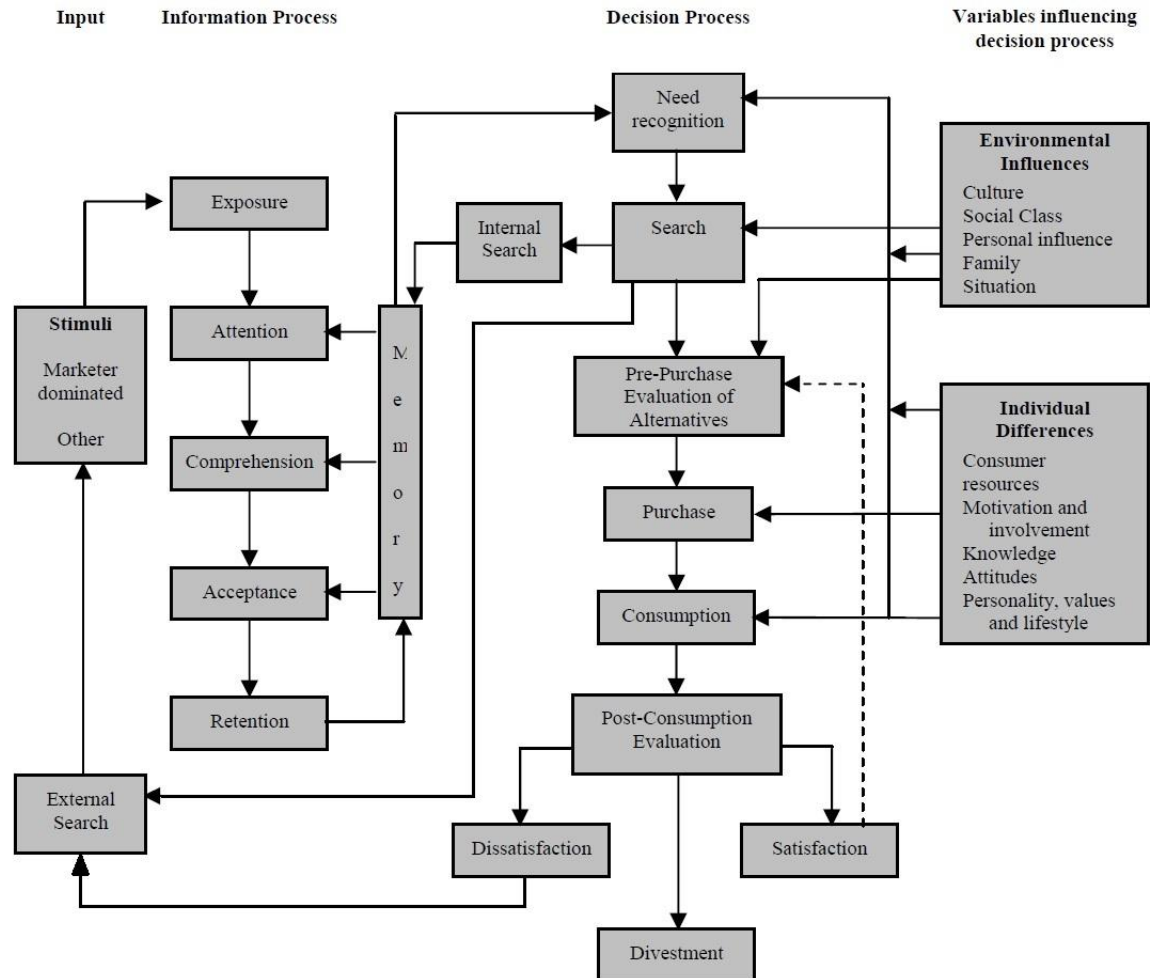 Input
Information Process
Decision Process
Variables influencing
decision process
Need
recognition
Environmental
Influences
Culture
Social Class
Personal influence
Family
Situation
Exposure
Internal
Search
Search
Stimuli
Marketer
dominated
Other
Attention
M
e
m
o
r
y
Pre-Purchase
Evaluation of
Alternatives
Individual
Differences
Consumer
resources
Motivation and
involvement
Knowledge
Attitudes
Personality, values
and lifestyle
Comprehension
Purchase
Acceptance
Consumption
Retention
Post-Consumption
Evaluation
External
Search
Dissatisfaction
Satisfaction
Divestment